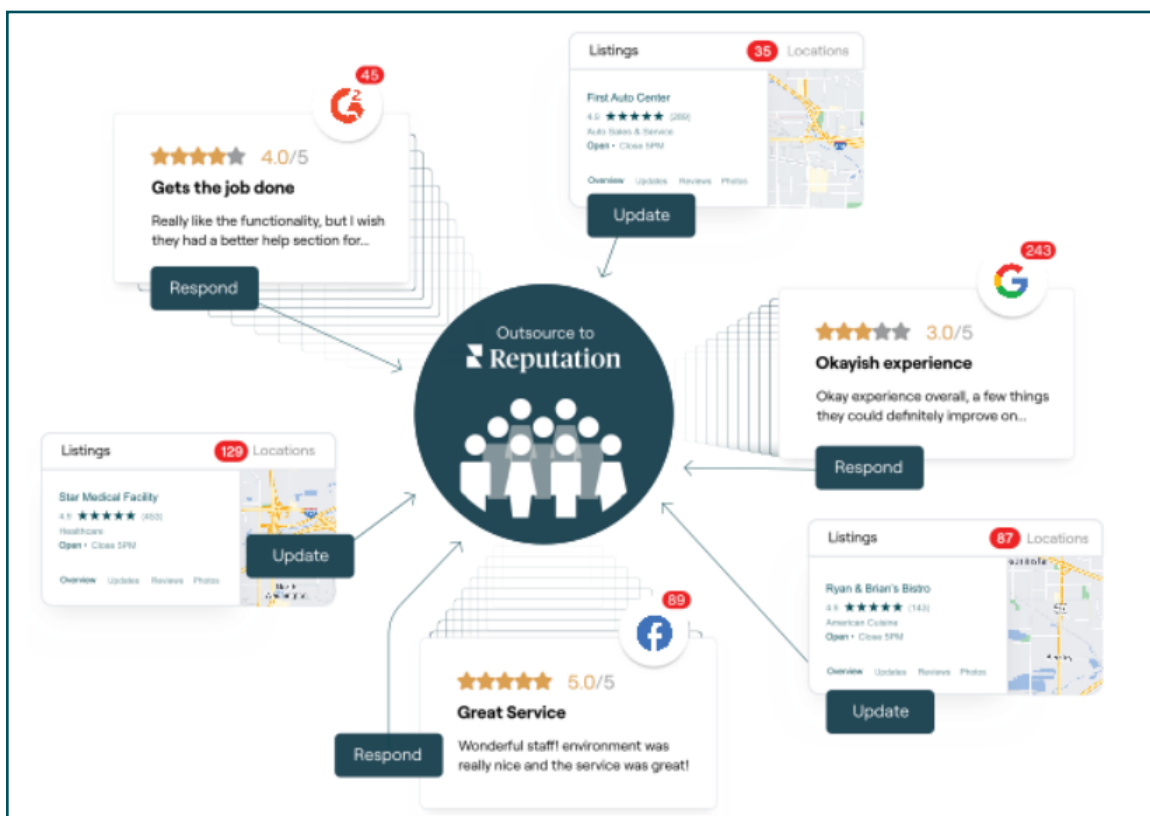 45
4.0/5
Gets the job done
Really like the functionality, but I wish
they had a better help section for...
Respond
Listings 35 Locations
First Auto Center
Auto Sales & Service
Open • Close 5PM
Overview Updates Reviews Photos
Update
Outsource to
Reputation
243
3.0/5
Okayish experience
Okay experience overall, a few things
they could definitely improve on...
Respond
Listings 129 Locations
Star Medical Facility
Healthcare
Open • Close 5PM
Overview Updates Reviews Photos
Update
Listings 87 Locations
Ryan & Brian's Bistro
(143)
American Cuisine
Open • Close 5PM
Overview Updates Reviews Photos
Update
89
5.0/5
Great Service
Wonderful staff! environment was
really nice and the service was great!
Respond